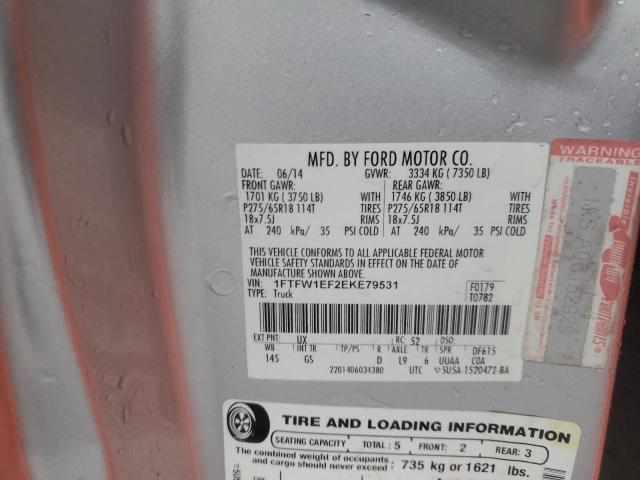 MFD. BY FORD MOTOR CO.
DATE: 06/14 GVWR: 3334 KG ( 7350 LB)
FRONT GAWR: REAR GAWR:
1701 KG ( 3750 LB) WITH 1746 KG ( 3850 LB) WITH
P275/65R18 114T TIRES P275/65R18 114T TIRES
18x7.5J RIMS 18x7.5J RIMS
AT 240 kPa/ 35 PSI COLD AT 240 kPa/ 35 PSI COLD
THIS VEHICLE CONFORMS TO ALL APPLICABLE FEDERAL MOTOR
VEHICLE SAFETY STANDARDS IN EFFECT ON THE DATE OF
MANUFACTURE SHOWN ABOVE.
VIN: 1FTFW1EF2EKE79531 F0179
TYPE: Truck T0782
EXT PNT: UX RC: 52 DSO:
WB INT TR TP/PS R AXLE TR SPR DF615
145 GS D L9 6 UUAA COA
2201406034380 UTC 5U5A-1520472-BA
WARNING
TRACEABLE
TIRE AND LOADING INFORMATION
SEATING CAPACITY TOTAL: 5 FRONT: 2 REAR: 3
The combined weight of occupants
and cargo should never exceed: 735 kg or 1621 lbs.